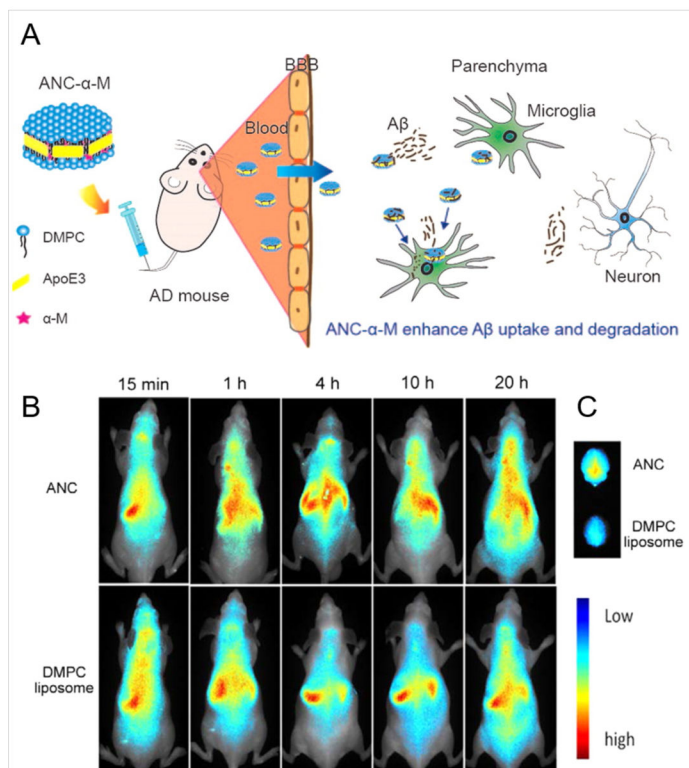 A
ANC-α-M
DMPC
ApoE3
α-M
AD mouse
Blood
BBB
Aβ
Parenchyma
Microglia
Neuron
ANC-α-M enhance Aβ uptake and degradation
B
15 min
1 h
4 h
10 h
20 h
ANC
DMPC
liposome
C
ANC
DMPC
liposome
Low
high